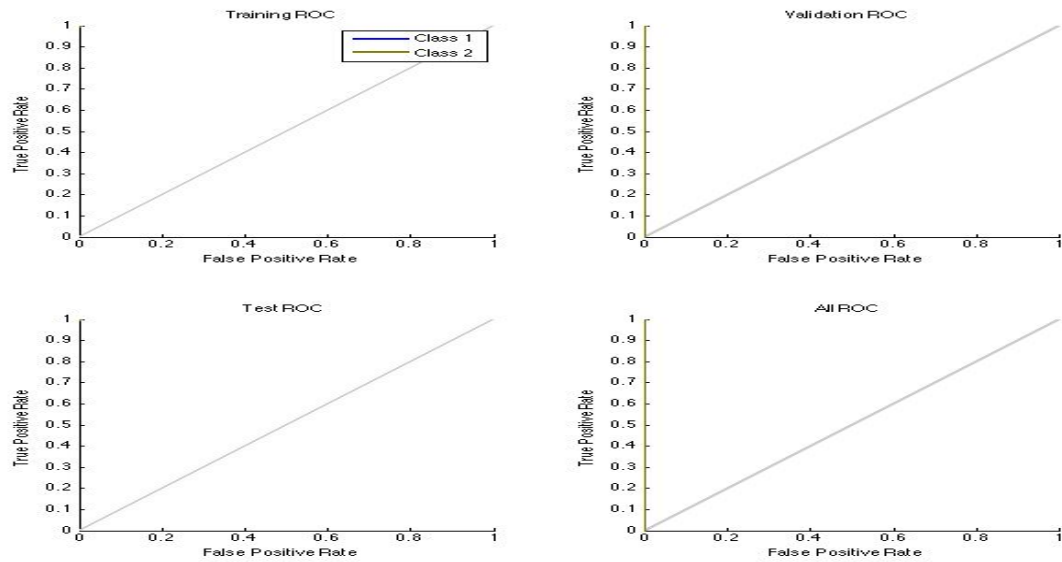 Training ROC
1
0.9
0.8
0.7
0.6
0.5
0.4
0.3
0.2
0.1
0
True Positive Rate
Class 1
Class 2
0 0.2 0.4 0.6 0.8 1
False Positive Rate
Validation ROC
1
0.9
0.8
0.7
0.6
0.5
0.4
0.3
0.2
0.1
0
True Positive Rate
0 0.2 0.4 0.6 0.8 1
False Positive Rate
Test ROC
1
0.9
0.8
0.7
0.6
0.5
0.4
0.3
0.2
0.1
0
True Positive Rate
0 0.2 0.4 0.6 0.8 1
False Positive Rate
All ROC
1
0.9
0.8
0.7
0.6
0.5
0.4
0.3
0.2
0.1
0
True Positive Rate
0 0.2 0.4 0.6 0.8 1
False Positive Rate